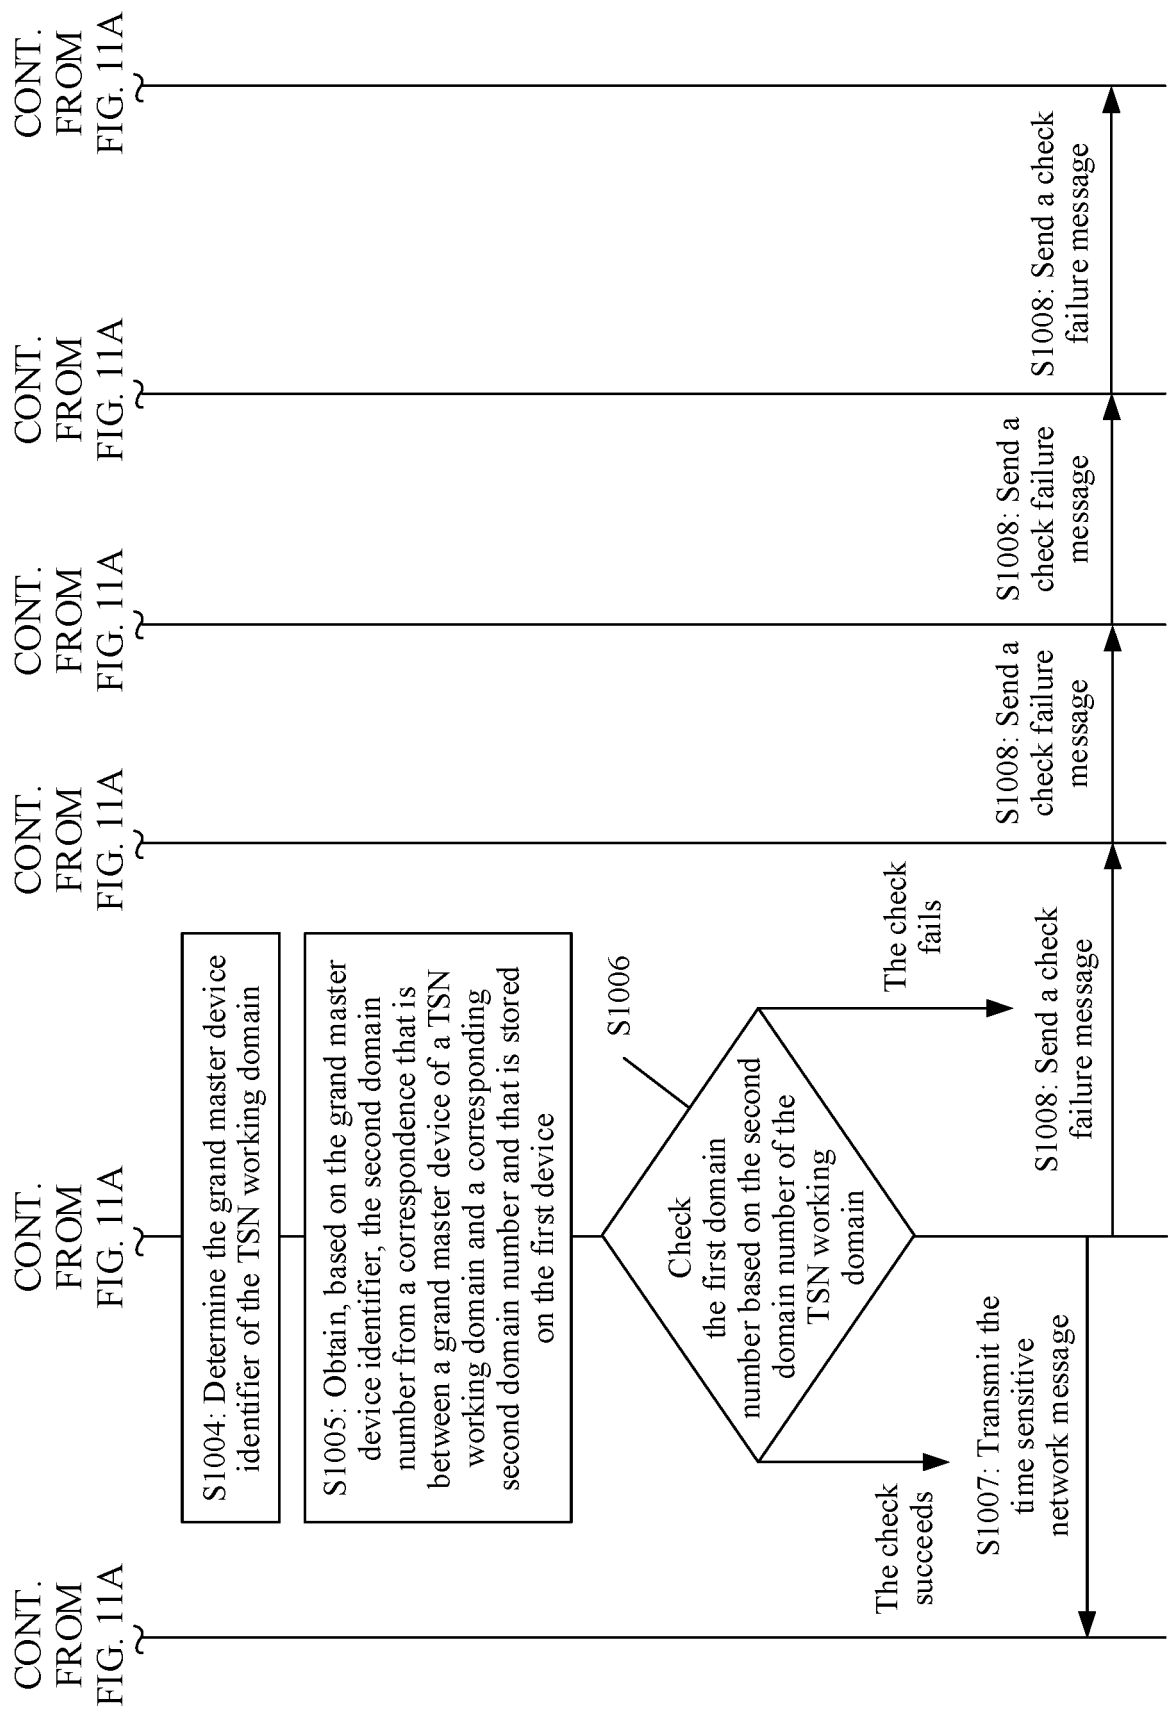 CONT.
FROM
FIG. 11A
CONT.
FROM
FIG. 11A
CONT.
FROM
FIG. 11A
CONT.
FROM
FIG. 11A
CONT.
FROM
FIG. 11A
CONT.
FROM
FIG. 11A
S1004: Determine the grand master device
identifier of the TSN working domain
S1005: Obtain, based on the grand master
device identifier, the second domain
number from a correspondence that is
between a grand master device of a TSN
working domain and a corresponding
second domain number and that is stored
on the first device
S1006
Check
the first domain
number based on the second
domain number of the
TSN working
domain
The check
succeeds
The check
fails
S1007: Transmit the
time sensitive
network message
S1008: Send a check
failure message
S1008: Send a
check failure
message
S1008: Send a
check failure
message
S1008: Send a check
failure message